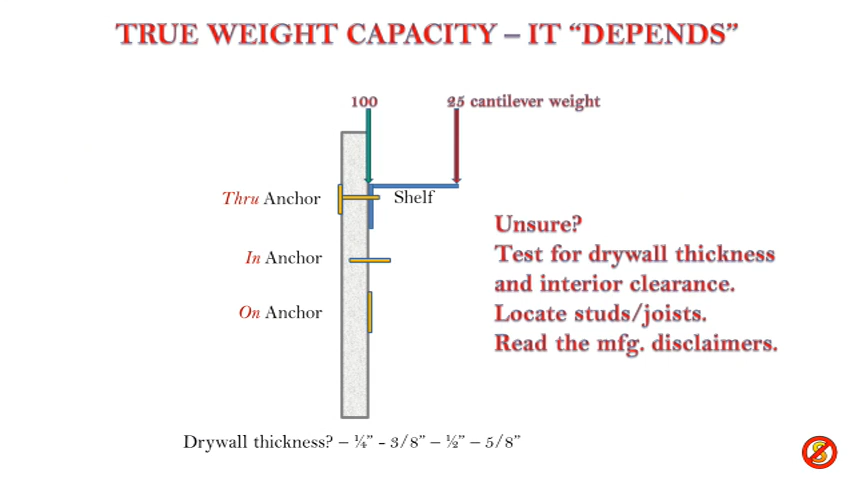 TRUE WEIGHT CAPACITY – IT “DEPENDS”
100
25 cantilever weight
Thru Anchor
Shelf
In Anchor
On Anchor
Unsure?
Test for drywall thickness
and interior clearance.
Locate studs/joists.
Read the mfg. disclaimers.
Drywall thickness? – ¼” - 3/8” – ½” – 5/8”
S